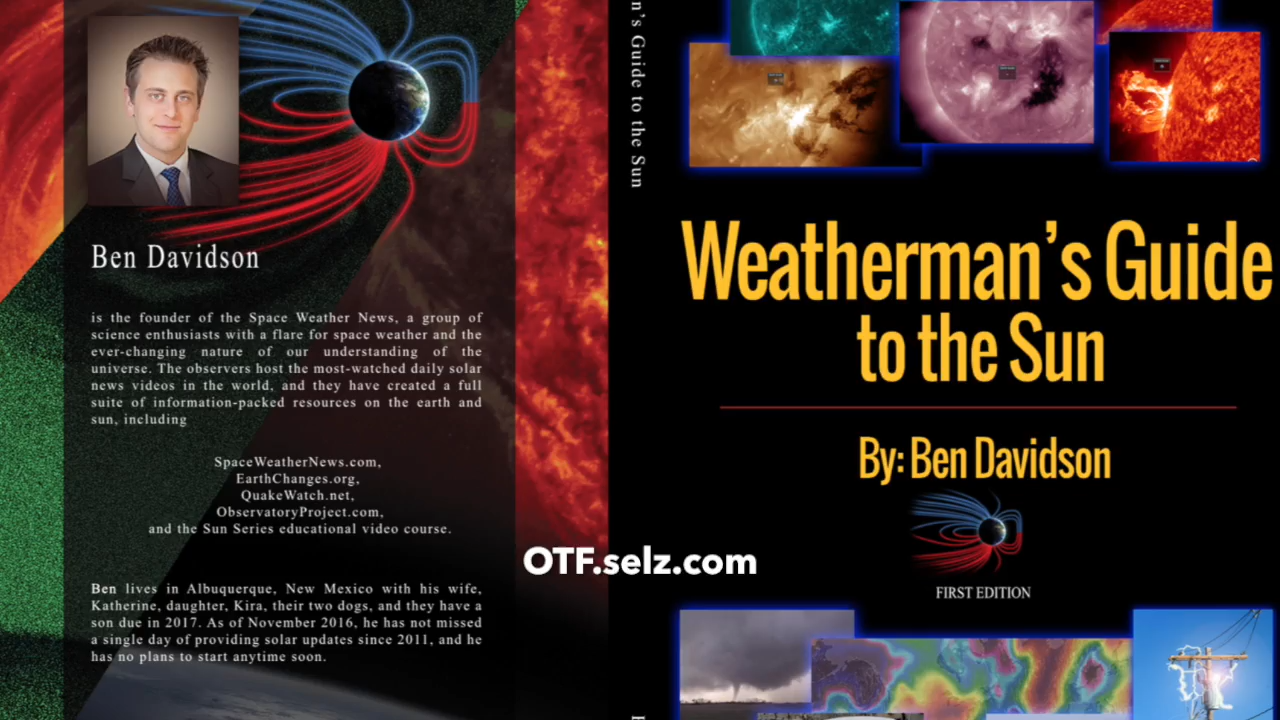 Ben Davidson
is the founder of the Space Weather News, a group of
science enthusiasts with a flare for space weather and the
ever-changing nature of our understanding of the
universe. The observers host the most-watched daily solar
news videos in the world, and they have created a full
suite of information-packed resources on the earth and
sun, including
SpaceWeatherNews.com,
EarthChanges.org,
QuakeWatch.net,
ObservatoryProject.com,
and the Sun Series educational video course.
Ben lives in Albuquerque, New Mexico with his wife,
Katherine, daughter, Kira, their two dogs, and they have a
son due in 2017. As of November 2016, he has not missed
a single day of providing solar updates since 2011, and he
has no plans to start anytime soon.
n's Guide to the Sun
Weatherman's Guide
to the Sun
By: Ben Davidson
FIRST EDITION
OTF.selz.com